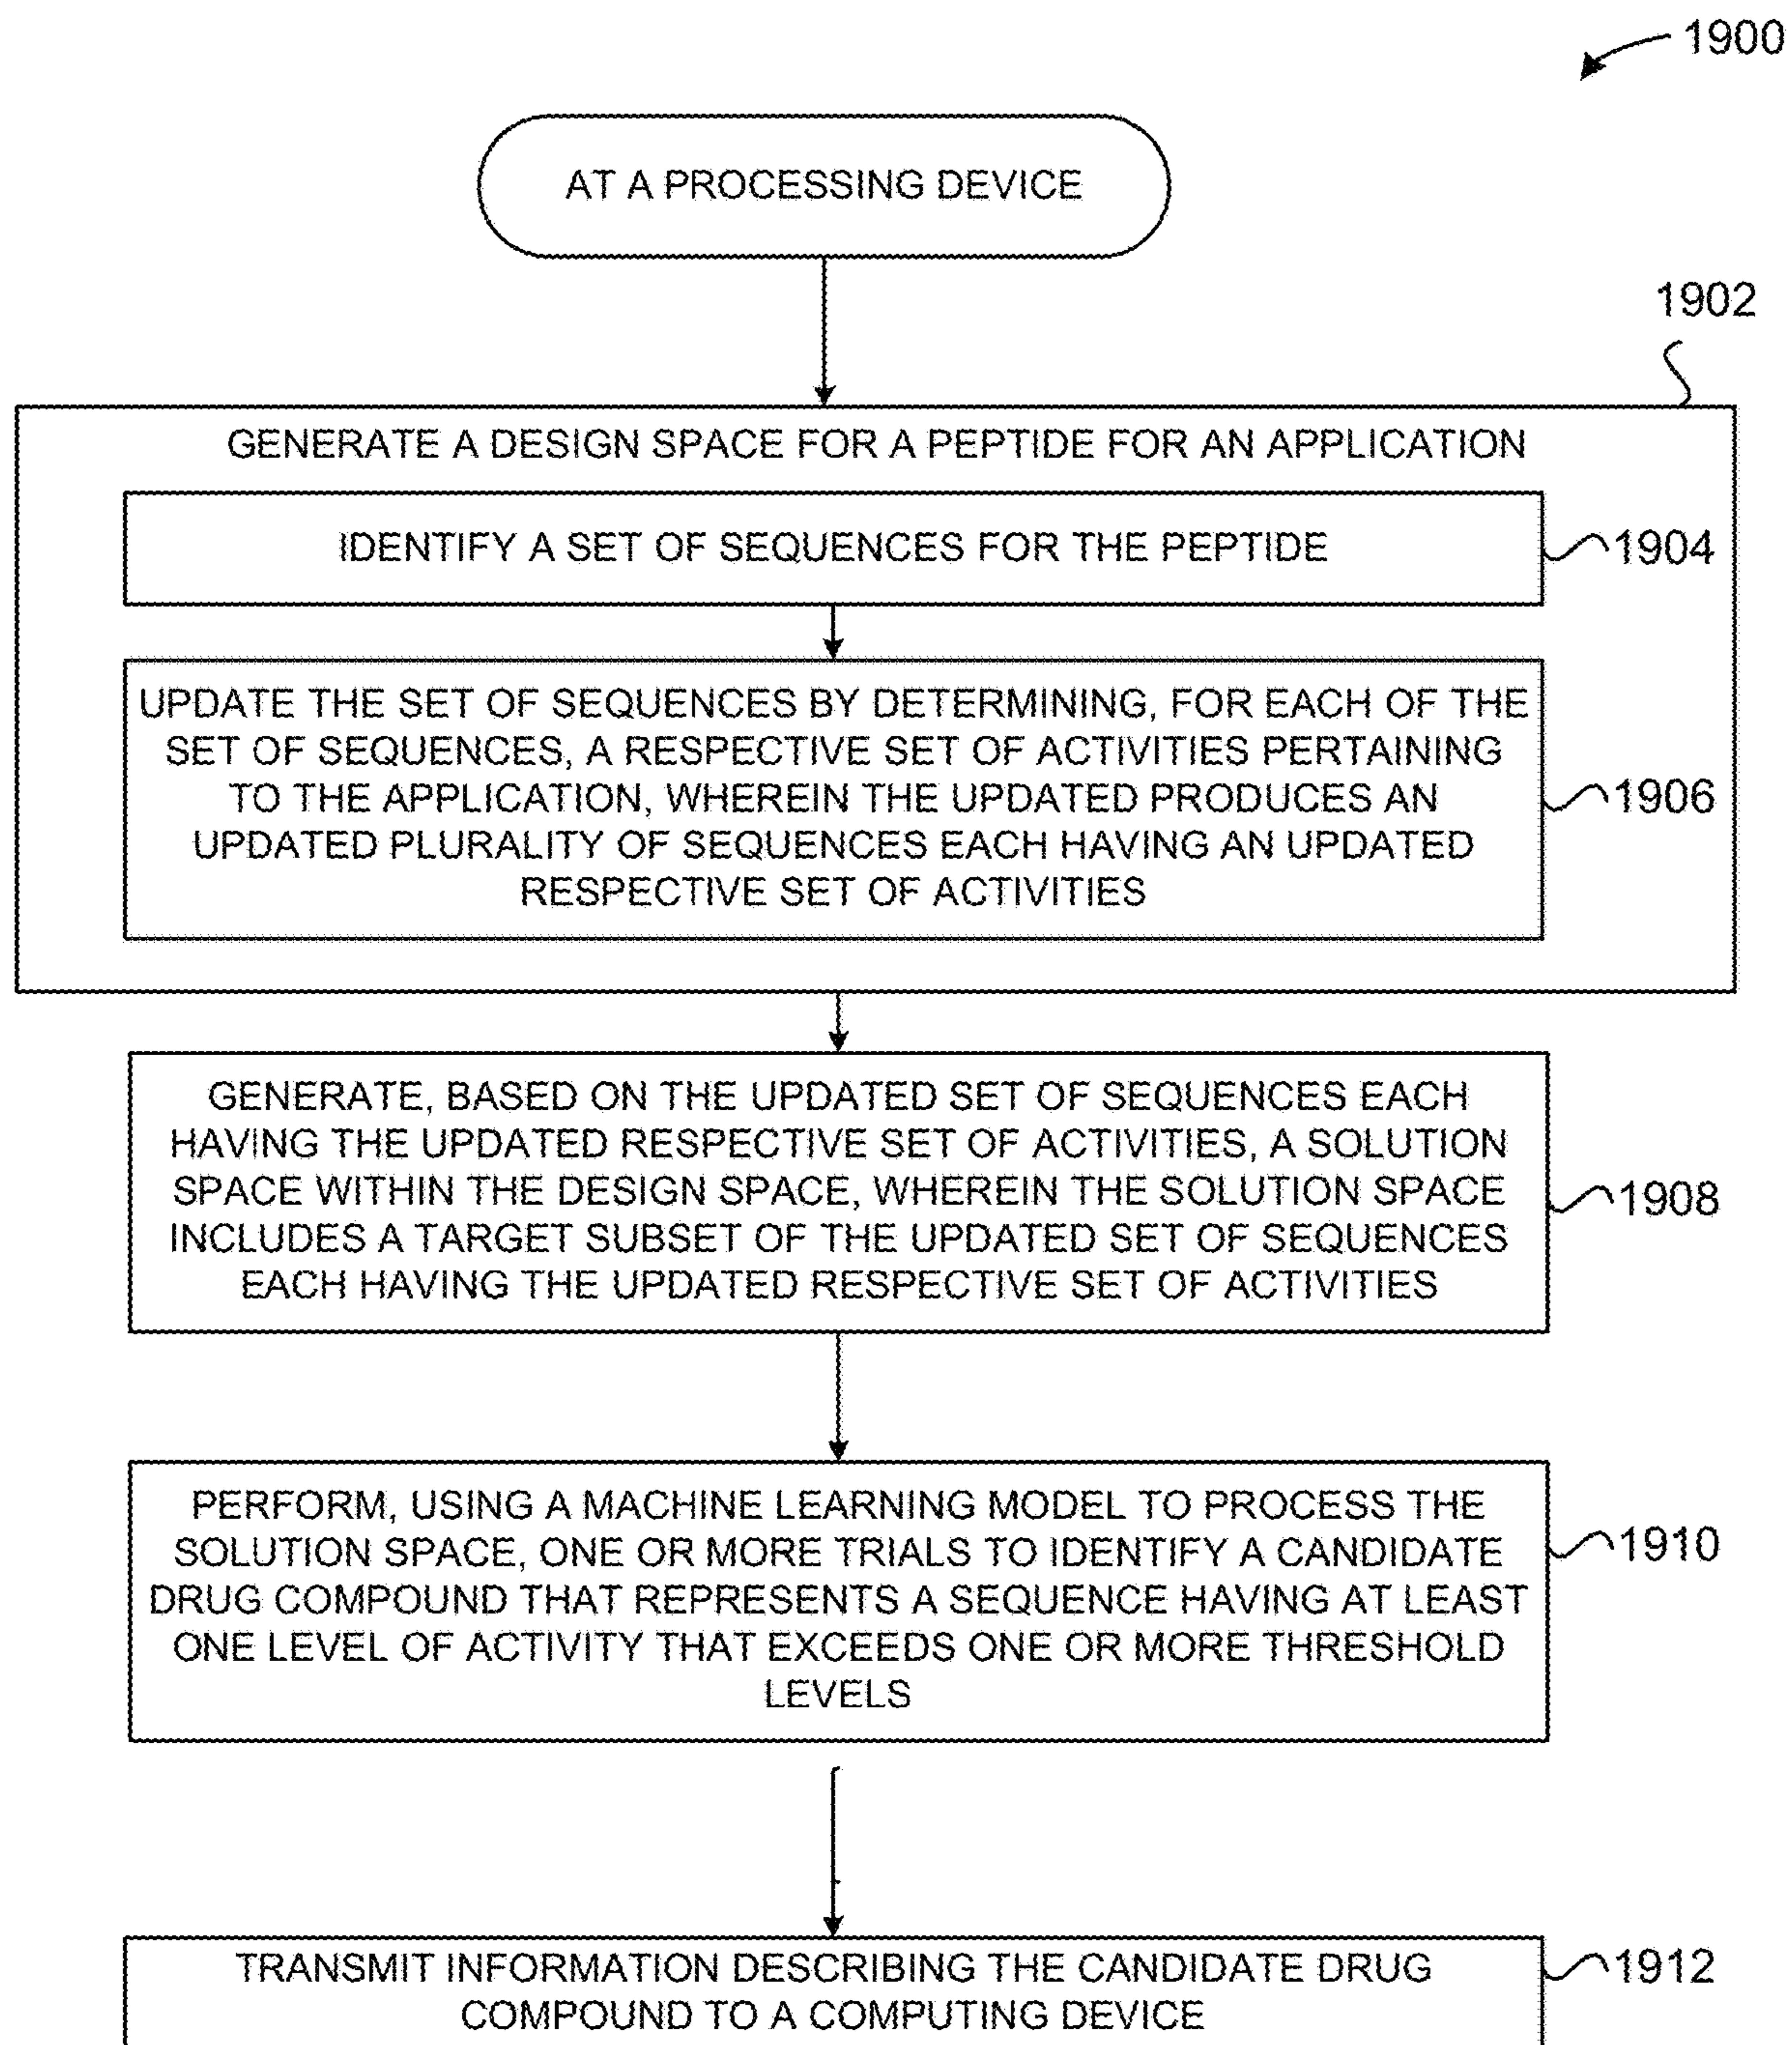 1900
AT A PROCESSING DEVICE
1902
GENERATE A DESIGN SPACE FOR A PEPTIDE FOR AN APPLICATION
IDENTIFY A SET OF SEQUENCES FOR THE PEPTIDE
1904
UPDATE THE SET OF SEQUENCES BY DETERMINING, FOR EACH OF THE
SET OF SEQUENCES, A RESPECTIVE SET OF ACTIVITIES PERTAINING
TO THE APPLICATION, WHEREIN THE UPDATED PRODUCES AN
UPDATED PLURALITY OF SEQUENCES EACH HAVING AN UPDATED
RESPECTIVE SET OF ACTIVITIES
1906
GENERATE, BASED ON THE UPDATED SET OF SEQUENCES EACH
HAVING THE UPDATED RESPECTIVE SET OF ACTIVITIES, A SOLUTION
SPACE WITHIN THE DESIGN SPACE, WHEREIN THE SOLUTION SPACE
INCLUDES A TARGET SUBSET OF THE UPDATED SET OF SEQUENCES
EACH HAVING THE UPDATED RESPECTIVE SET OF ACTIVITIES
1908
PERFORM, USING A MACHINE LEARNING MODEL TO PROCESS THE
SOLUTION SPACE, ONE OR MORE TRIALS TO IDENTIFY A CANDIDATE
DRUG COMPOUND THAT REPRESENTS A SEQUENCE HAVING AT LEAST
ONE LEVEL OF ACTIVITY THAT EXCEEDS ONE OR MORE THRESHOLD
LEVELS
1910
TRANSMIT INFORMATION DESCRIBING THE CANDIDATE DRUG
COMPOUND TO A COMPUTING DEVICE
1912